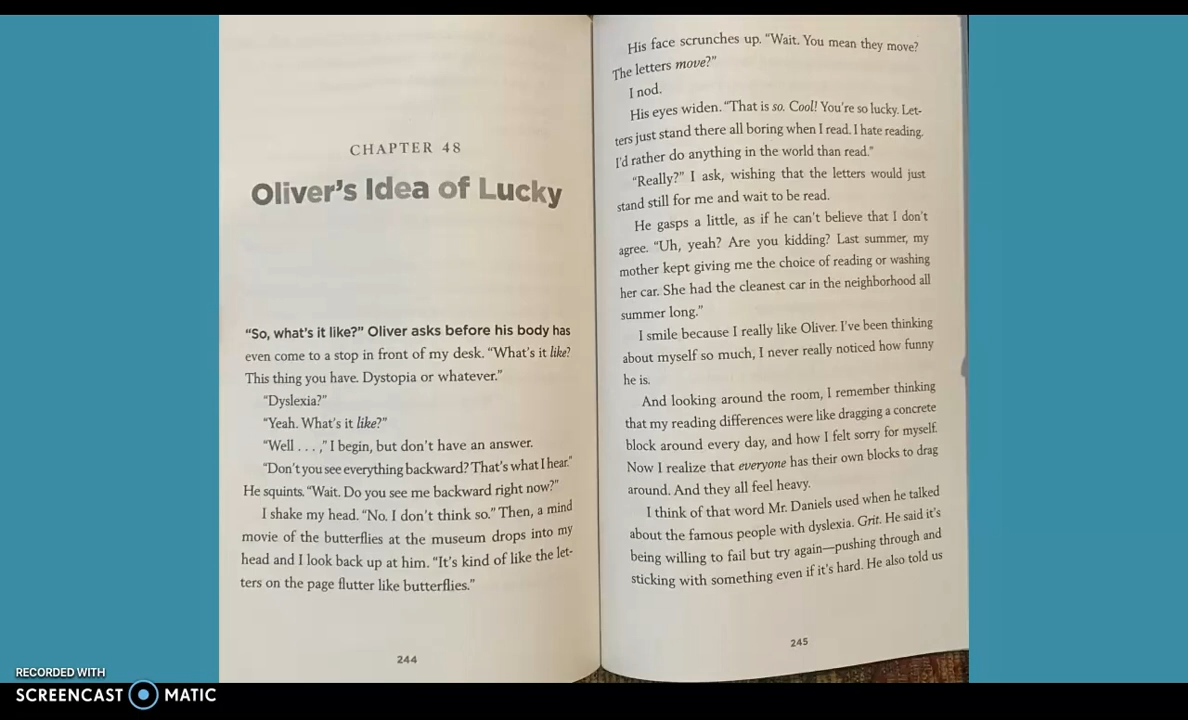 CHAPTER 48
Oliver's Idea of Lucky
"So, what's it like?" Oliver asks before his body has
even come to a stop in front of my desk. "What's it like?
This thing you have. Dystopia or whatever."
"Dyslexia?"
"Yeah. What's it like?"
"Well . . . ," I begin, but don't have an answer.
"Don't you see everything backward? That's what I hear."
He squints. "Wait. Do you see me backward right now?"
I shake my head. "No. I don't think so." Then, a mind
movie of the butterflies at the museum drops into my
head and I look back up at him. "It's kind of like the let-
ters on the page flutter like butterflies."
244
His face scrunches up. "Wait. You mean they move?
The letters move?"
I nod.
His eyes widen. "That is so. Cool! You're so lucky. Let-
ters just stand there all boring when I read. I hate reading.
I'd rather do anything in the world than read."
"Really?" I ask, wishing that the letters would just
stand still for me and wait to be read.
He gasps a little, as if he can't believe that I don't
agree. "Uh, yeah? Are you kidding? Last summer, my
mother kept giving me the choice of reading or washing
her car. She had the cleanest car in the neighborhood all
summer long."
I smile because I really like Oliver. I've been thinking
about myself so much, I never really noticed how funny
he is.
And looking around the room, I remember thinking
that my reading differences were like dragging a concrete
block around every day, and how I felt sorry for myself.
Now I realize that everyone has their own blocks to drag
around. And they all feel heavy.
I think of that word Mr. Daniels used when he talked
about the famous people with dyslexia. Grit. He said it's
being willing to fail but try again—pushing through and
sticking with something even if it's hard. He also told us
245
RECORDED WITH
SCREENCAST MATIC